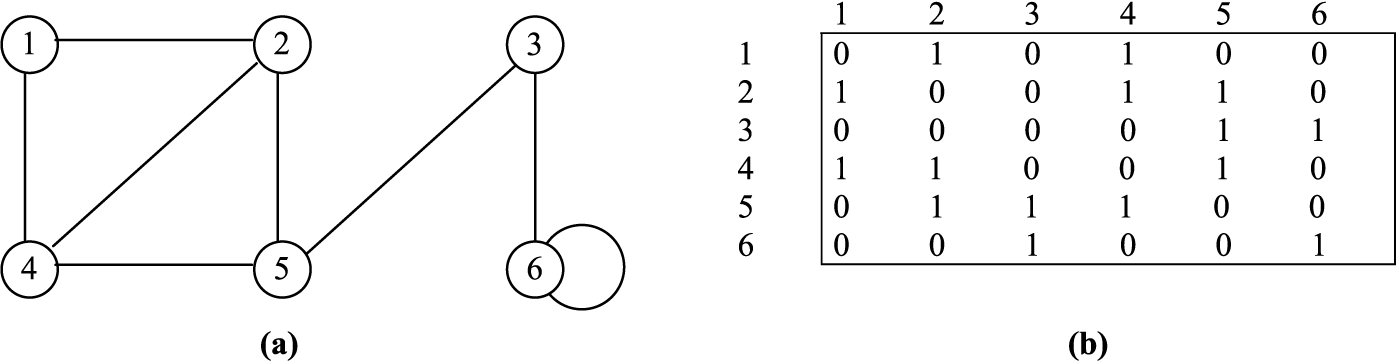 1 2 3
4 5 6
(a)
1 2 3 4 5 6
1 0 1 0 1 0 0
2 1 0 0 1 1 0
3 0 0 0 0 1 1
4 1 1 0 0 1 0
5 0 1 1 1 0 0
6 0 0 1 0 0 1
(b)